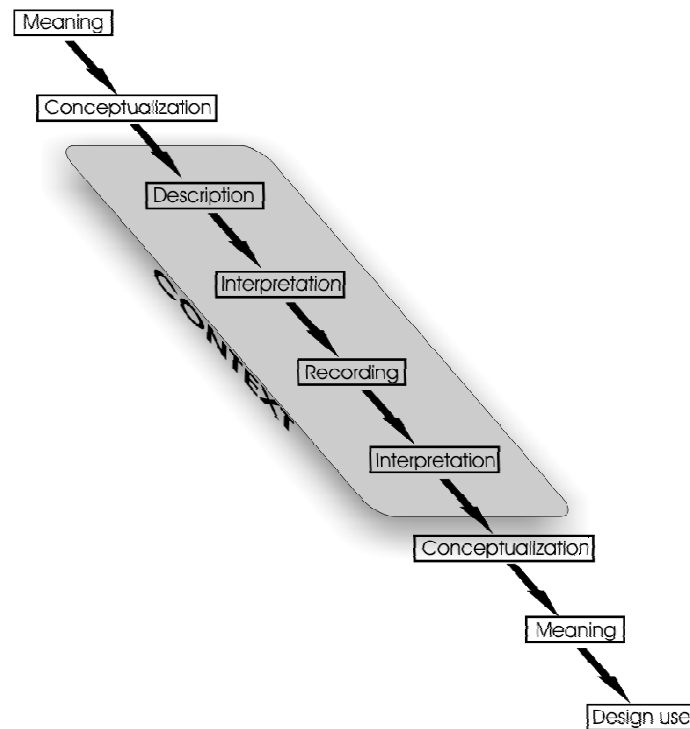 Meaning
Conceptualization
Description
Interpretation
CONTEXT
Recording
Interpretation
Conceptualization
Meaning
Design use